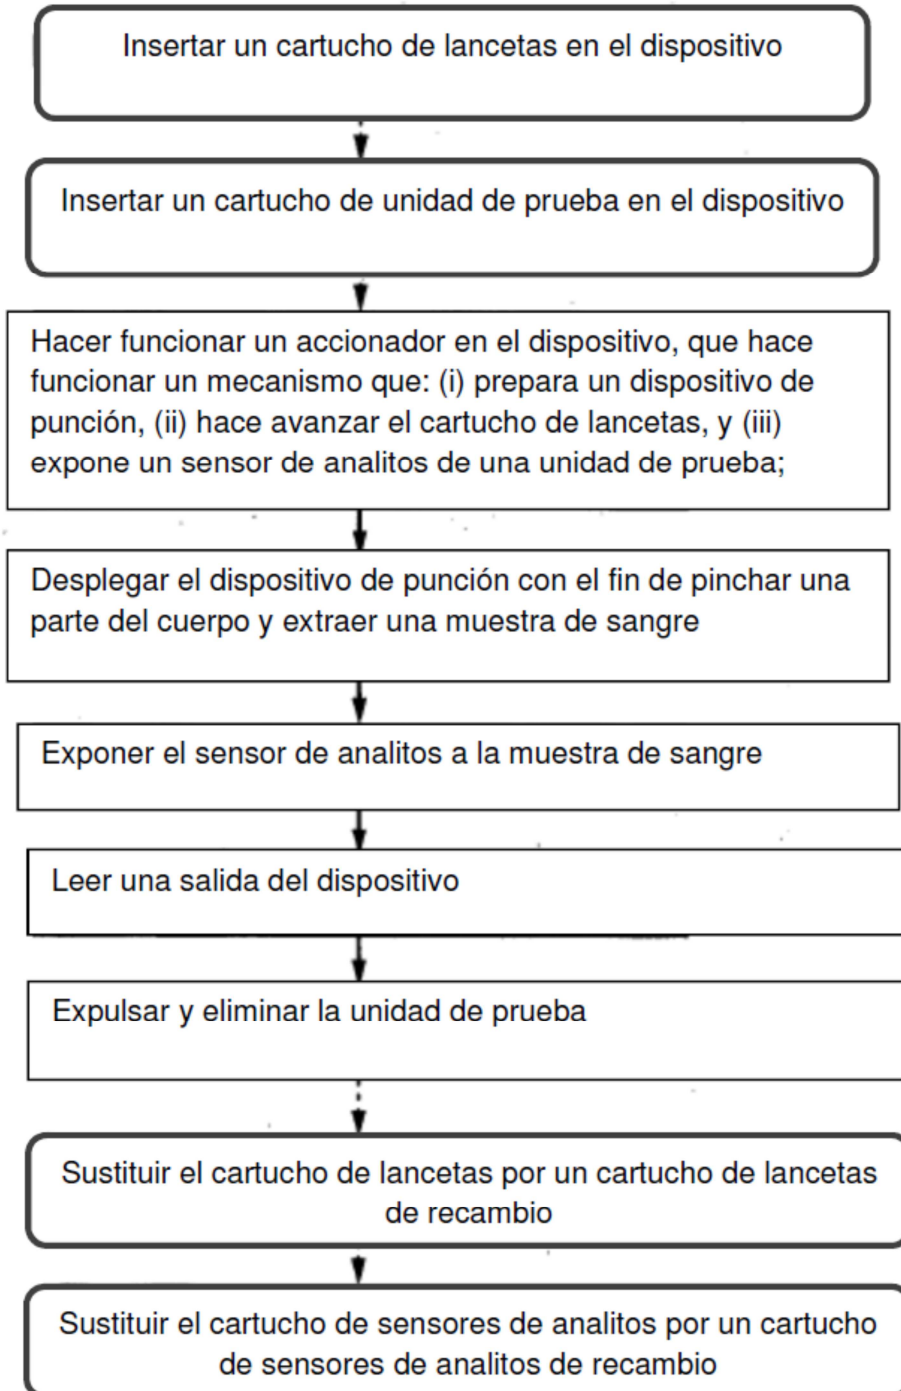 Insertar un cartucho de lancetas en el dispositivo
Insertar un cartucho de unidad de prueba en el dispositivo
Hacer funcionar un accionador en el dispositivo, que hace
funcionar un mecanismo que: (i) prepara un dispositivo de
punción, (ii) hace avanzar el cartucho de lancetas, y (iii)
expone un sensor de analitos de una unidad de prueba;
Desplegar el dispositivo de punción con el fin de pinchar una
parte del cuerpo y extraer una muestra de sangre
Exponer el sensor de analitos a la muestra de sangre
Leer una salida del dispositivo
Expulsar y eliminar la unidad de prueba
Sustituir el cartucho de lancetas por un cartucho de lancetas
de recambio
Sustituir el cartucho de sensores de analitos por un cartucho
de sensores de analitos de recambio